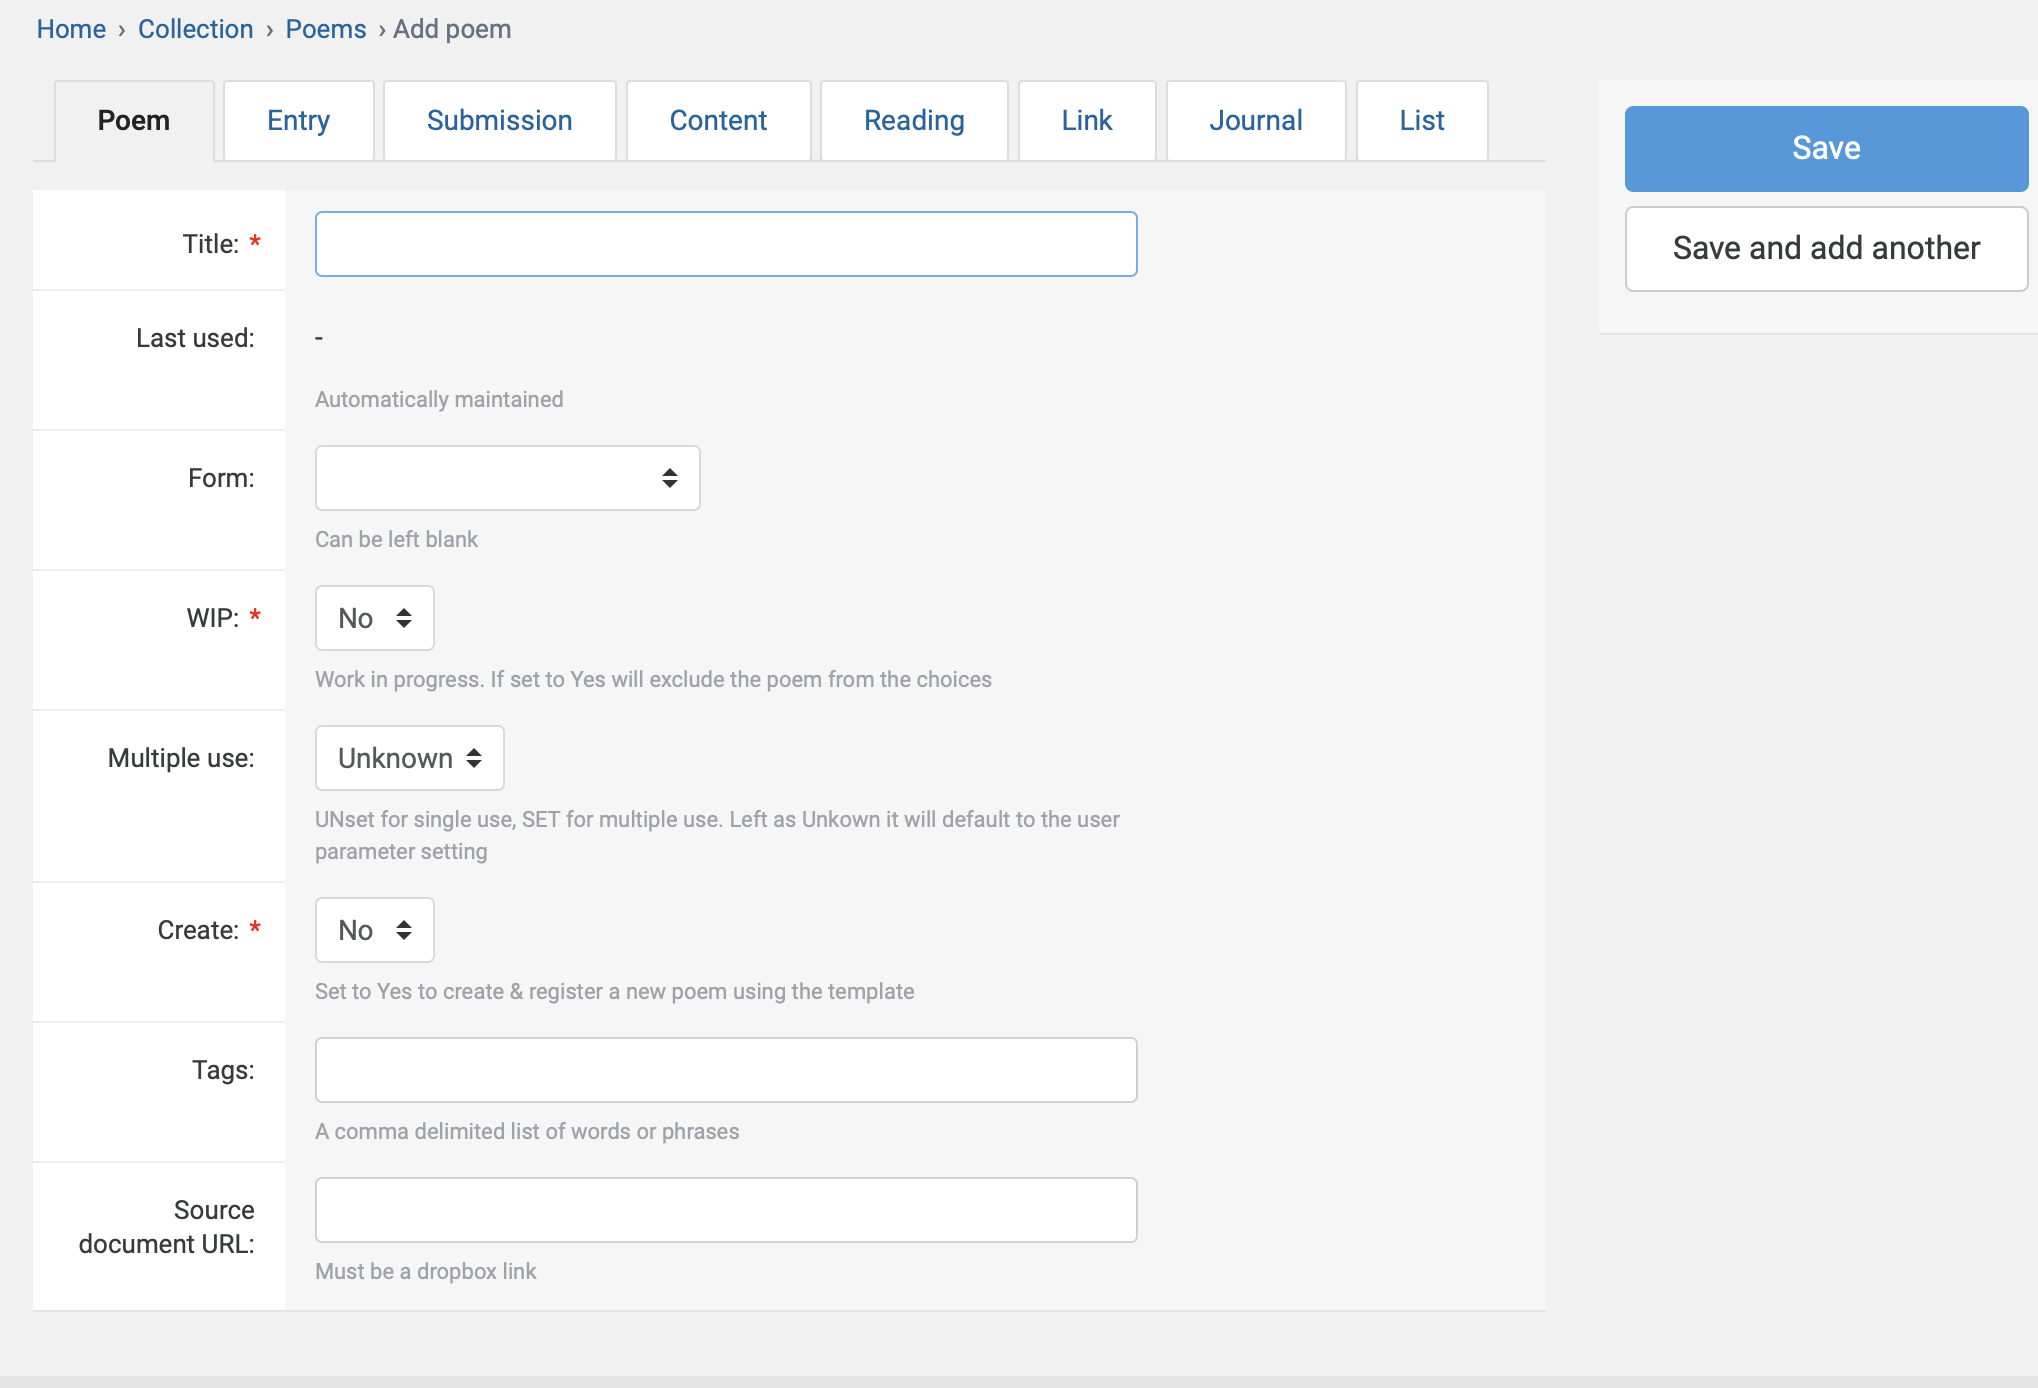 Home › Collection › Poems › Add poem
Poem Entry Submission Content Reading Link Journal List
Save
Save and add another
Title: *
Last used: -
Automatically maintained
Form:
Can be left blank
WIP: * No
Work in progress. If set to Yes will exclude the poem from the choices
Multiple use: Unknown
UNset for single use, SET for multiple use. Left as Unkown it will default to the user
parameter setting
Create: * No
Set to Yes to create & register a new poem using the template
Tags:
A comma delimited list of words or phrases
Source
document URL:
Must be a dropbox link